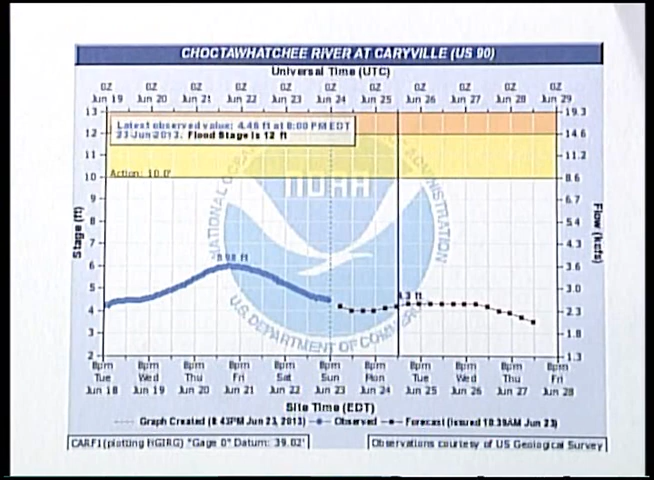 CHOCTAWHATCHEE RIVER AT CARYVILLE (US 90)
Universal Time (UTC)
0Z 0Z 0Z 0Z 0Z 0Z 0Z 0Z 0Z 0Z 0Z
Jun 19 Jun 20 Jun 21 Jun 22 Jun 23 Jun 24 Jun 25 Jun 26 Jun 27 Jun 28 Jun 29
13 19.3
Latest observed value: 4.46 ft at 8:00 PM EDT
23-Jun-2013. Flood Stage is 12 ft
12 14.6
11 11.2
Action: 10.0'
10 8.6
NOAA
NATIONAL OCEANIC ADMINISTRATION
9 6.7
8 5.4
7 4.3
6 3.6
5 2.9
4 2.3
3 1.8
2 1.3
Stage (ft)
Flow (kcfs)
U.S. DEPARTMENT OF COMMERCE
8pm 8pm 8pm 8pm 8pm 8pm 8pm 8pm 8pm 8pm 8pm
Tue Wed Thu Fri Sat Sun Mon Tue Wed Thu Fri
Jun 18 Jun 19 Jun 20 Jun 21 Jun 22 Jun 23 Jun 24 Jun 25 Jun 26 Jun 27 Jun 28
Site Time (EDT)
Graph Created (8:43PM Jun 23, 2013) Observed Forecast (issued 10:39AM Jun 23)
CARF1(plotting HGIRG) "Gage 0" Datum: 39.02'
Observations courtesy of US Geological Survey